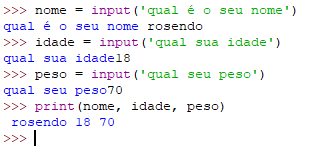 >>> nome = input('qual é o seu nome')
qual é o seu nome rosendo
>>> idade = input('qual sua idade')
qual sua idade18
>>> peso = input('qual seu peso')
qual seu peso70
>>> print(nome, idade, peso)
 rosendo 18 70
>>>